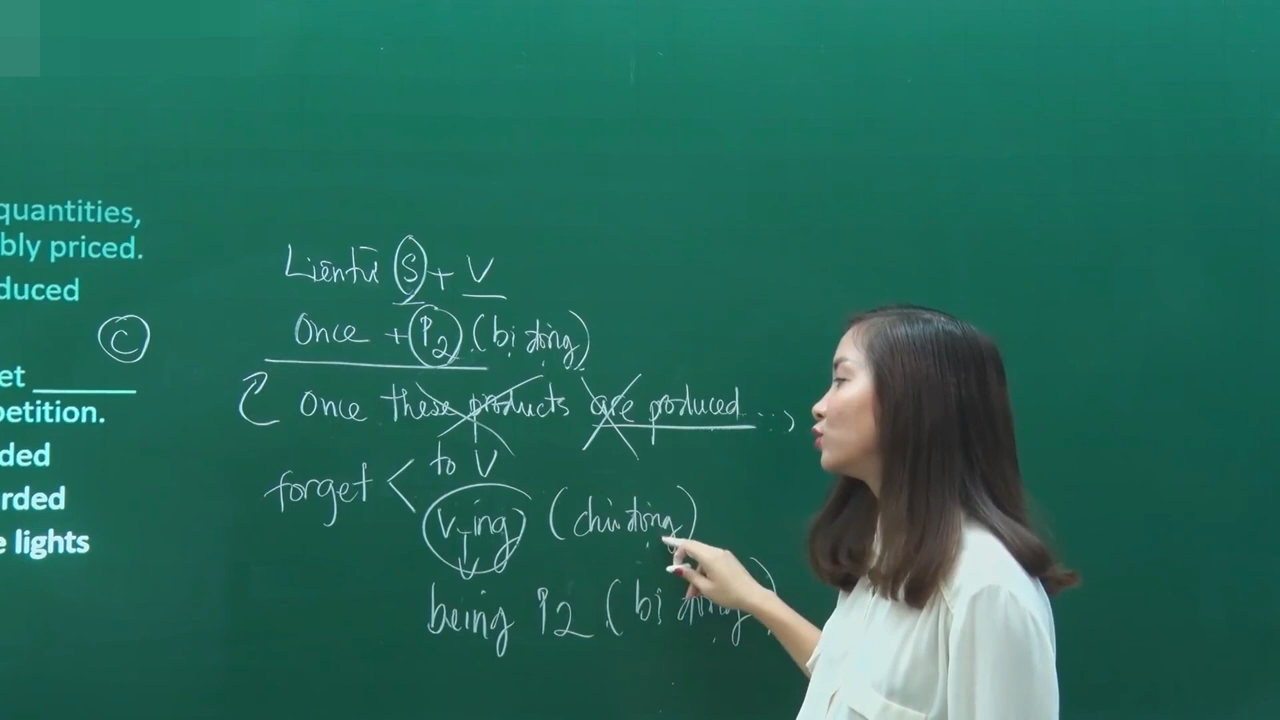 quantities,
bly priced.
duced
et ______
petition.
ded
rded
e lights
C
Liên từ S + V
Once + P2 (bị động)
Once these products are produced...,
forget < to V
V-ing (chủ động)
being P2 (bị động)